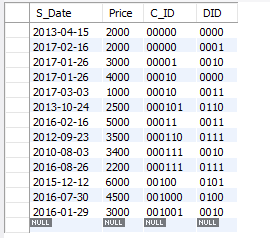 S_Date Price C_ID DID
2013-04-15 2000 00000 0000
2017-02-16 2000 00000 0001
2017-01-26 3000 00001 0010
2017-01-26 4000 00010 0000
2017-03-03 1000 00010 0011
2013-10-24 2500 000101 0110
2016-02-16 5000 00011 0011
2012-09-23 3500 000110 0111
2010-08-03 3400 000111 0010
2016-08-26 2200 000111 0111
2015-12-12 6000 00100 0101
2016-07-30 4500 001000 0100
2016-01-29 3000 001001 0010
NULL NULL NULL NULL